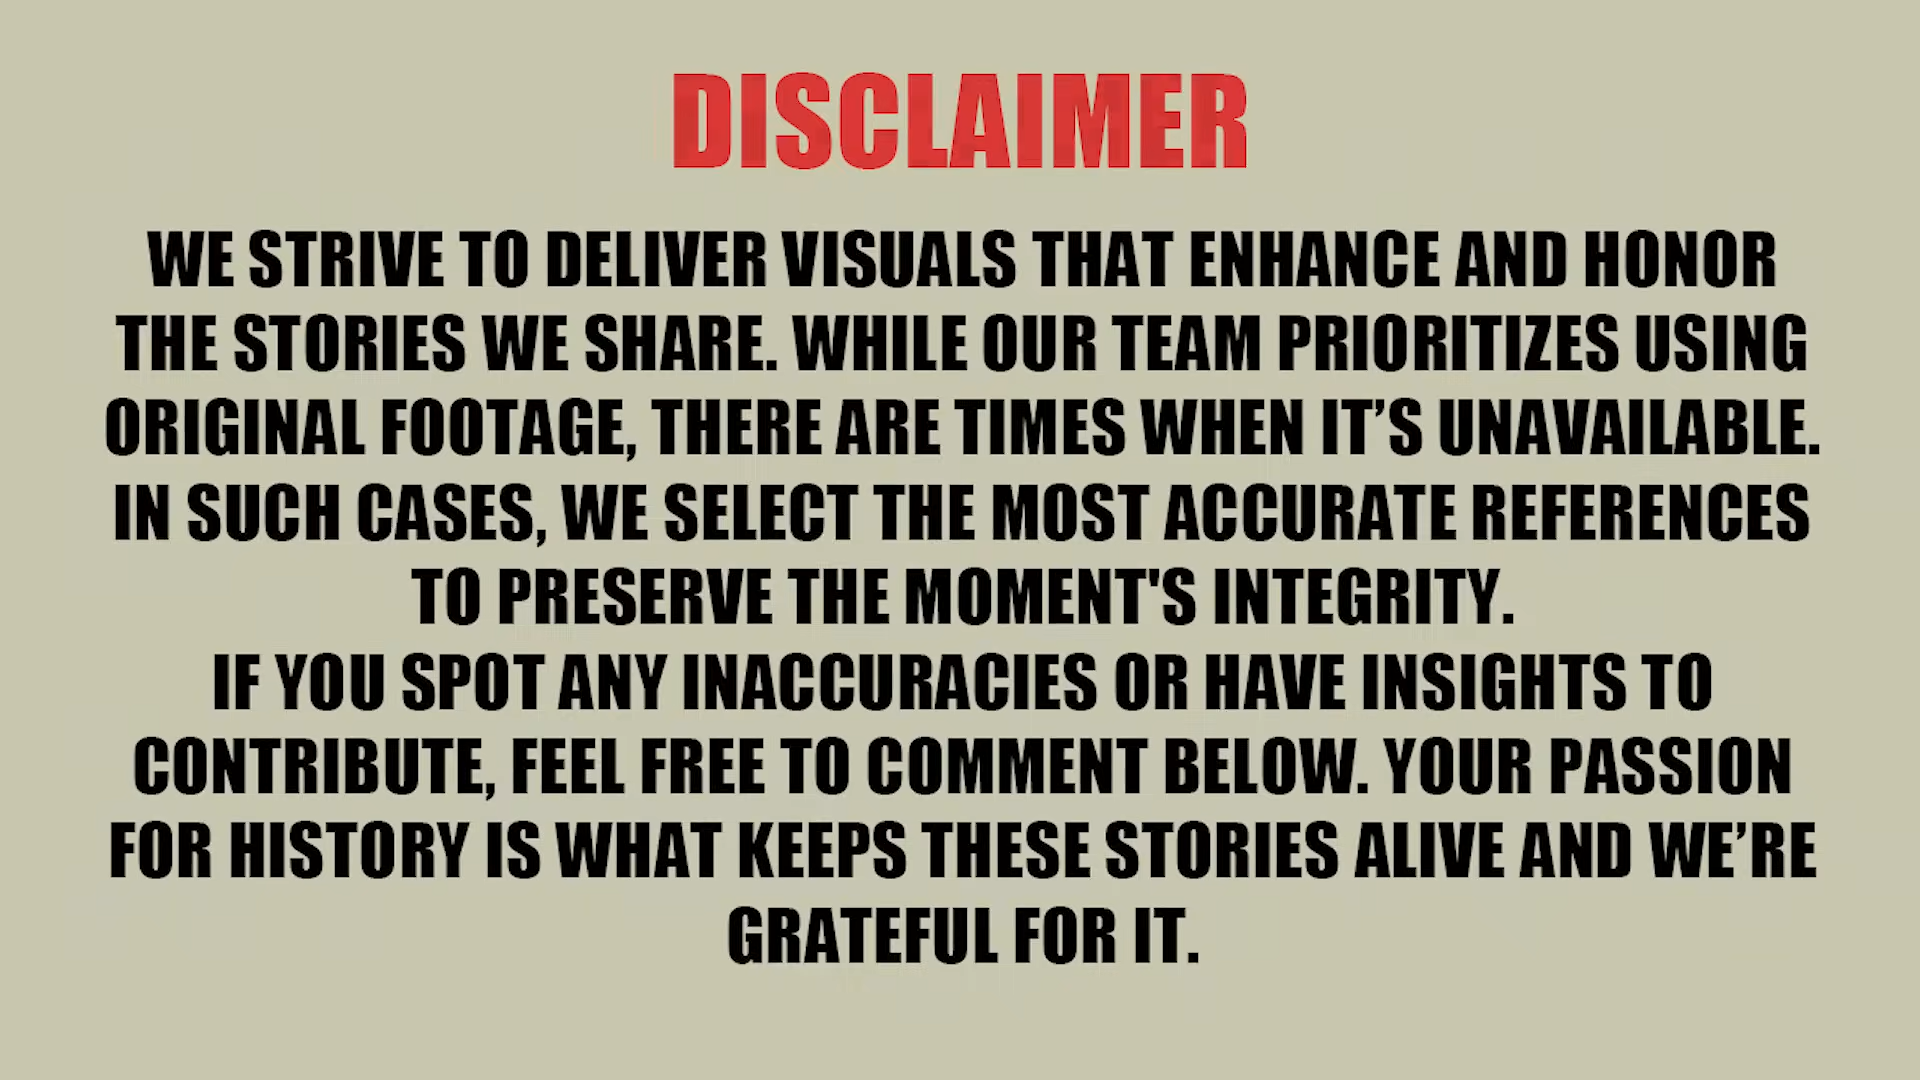 DISCLAIMER
WE STRIVE TO DELIVER VISUALS THAT ENHANCE AND HONOR
THE STORIES WE SHARE. WHILE OUR TEAM PRIORITIZES USING
ORIGINAL FOOTAGE, THERE ARE TIMES WHEN IT’S UNAVAILABLE.
IN SUCH CASES, WE SELECT THE MOST ACCURATE REFERENCES
TO PRESERVE THE MOMENT'S INTEGRITY.
IF YOU SPOT ANY INACCURACIES OR HAVE INSIGHTS TO
CONTRIBUTE, FEEL FREE TO COMMENT BELOW. YOUR PASSION
FOR HISTORY IS WHAT KEEPS THESE STORIES ALIVE AND WE’RE
GRATEFUL FOR IT.